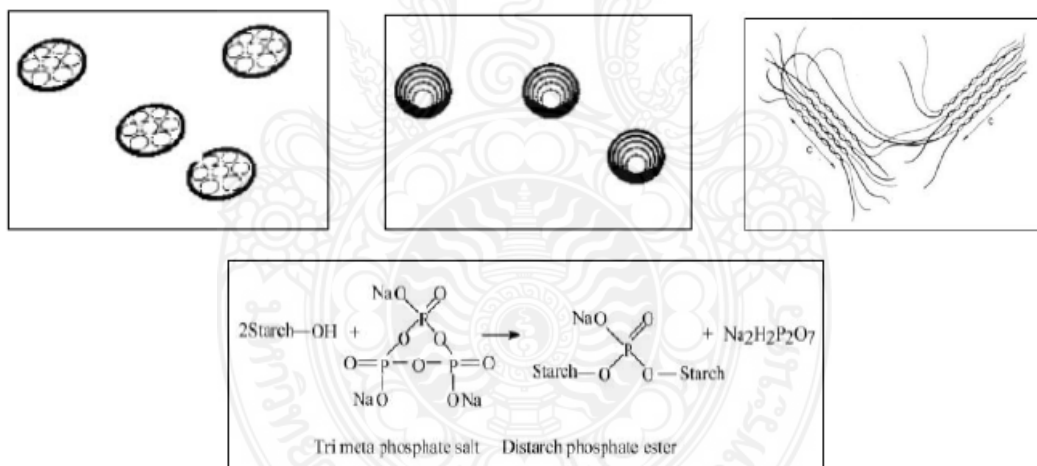 C
C
NaO O
2Starch—OH + P → NaO O + Na2H2P2O7
O O P
O=P—O—P=O Starch—O O—Starch
NaO ONa
Tri meta phosphate salt Distarch phosphate ester